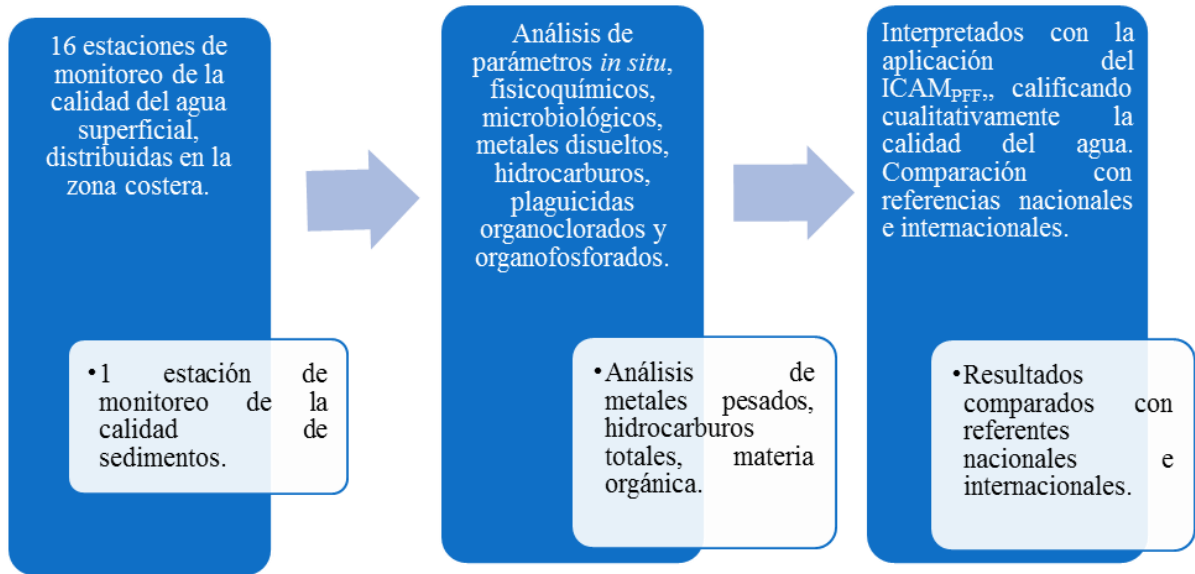 16 estaciones de
monitoreo de la
calidad del agua
superficial,
distribuidas en la
zona costera.
•1 estación de
monitoreo de la
calidad de
sedimentos.
Análisis de
parámetros in situ,
fisicoquímicos,
microbiológicos,
metales disueltos,
hidrocarburos,
plaguicidas
organoclorados y
organofosforados.
•Análisis de
metales pesados,
hidrocarburos
totales, materia
orgánica.
Interpretados con la
aplicación del
ICAMPFF,, calificando
cualitativamente la
calidad del agua.
Comparación con
referencias nacionales
e internacionales.
•Resultados
comparados con
referentes
nacionales e
internacionales.